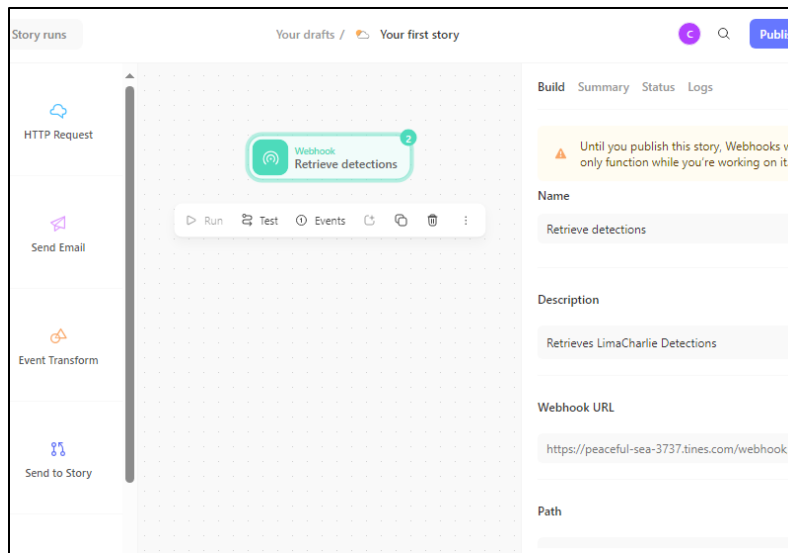 Story runs
Your drafts / Your first story
C
Publis
HTTP Request
Send Email
Event Transform
Send to Story
2
Webhook
Retrieve detections
Run Test 1 Events
Build Summary Status Logs
Until you publish this story, Webhooks w
only function while you're working on it
Name
Retrieve detections
Description
Retrieves LimaCharlie Detections
Webhook URL
https://peaceful-sea-3737.tines.com/webhook
Path